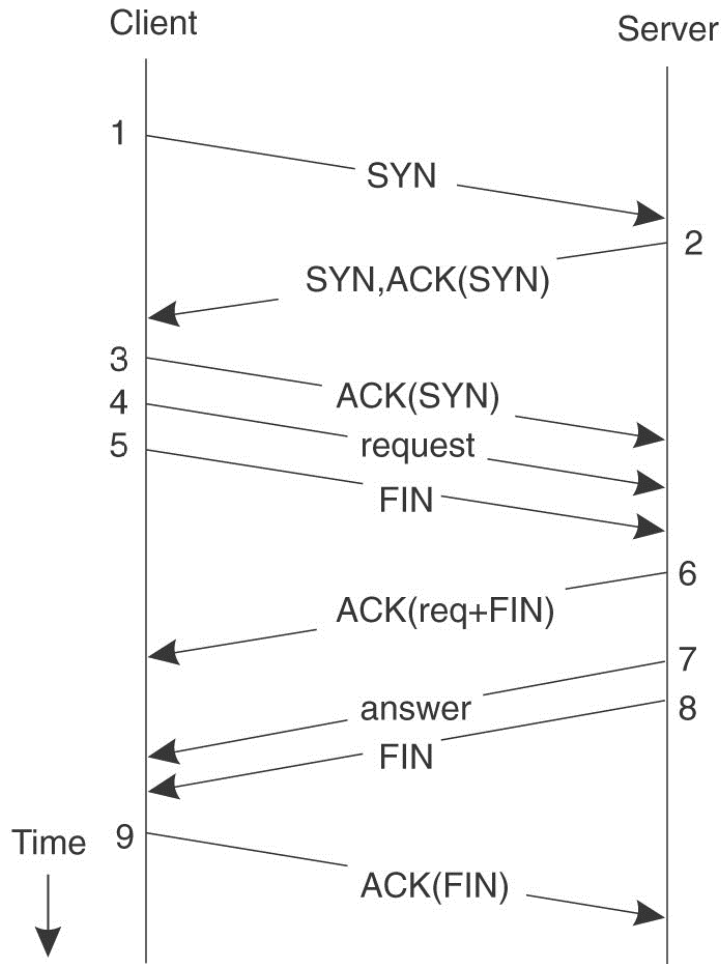 Client
Server
1
SYN
2
SYN,ACK(SYN)
3
ACK(SYN)
4
request
5
FIN
6
ACK(req+FIN)
7
answer
8
FIN
Time
9
ACK(FIN)